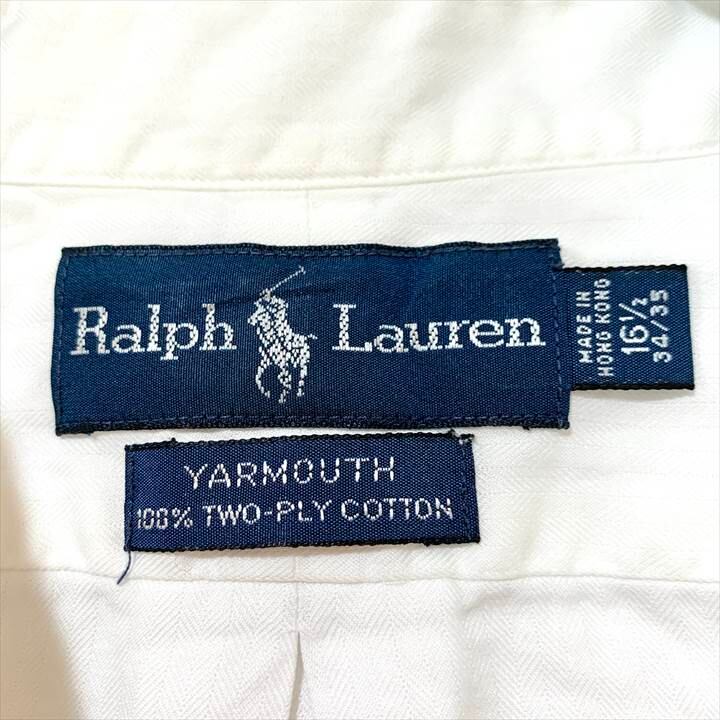 Ralph Lauren
MADE IN
HONG KONG
16½
34/35
YARMOUTH
100% TWO-PLY COTTON